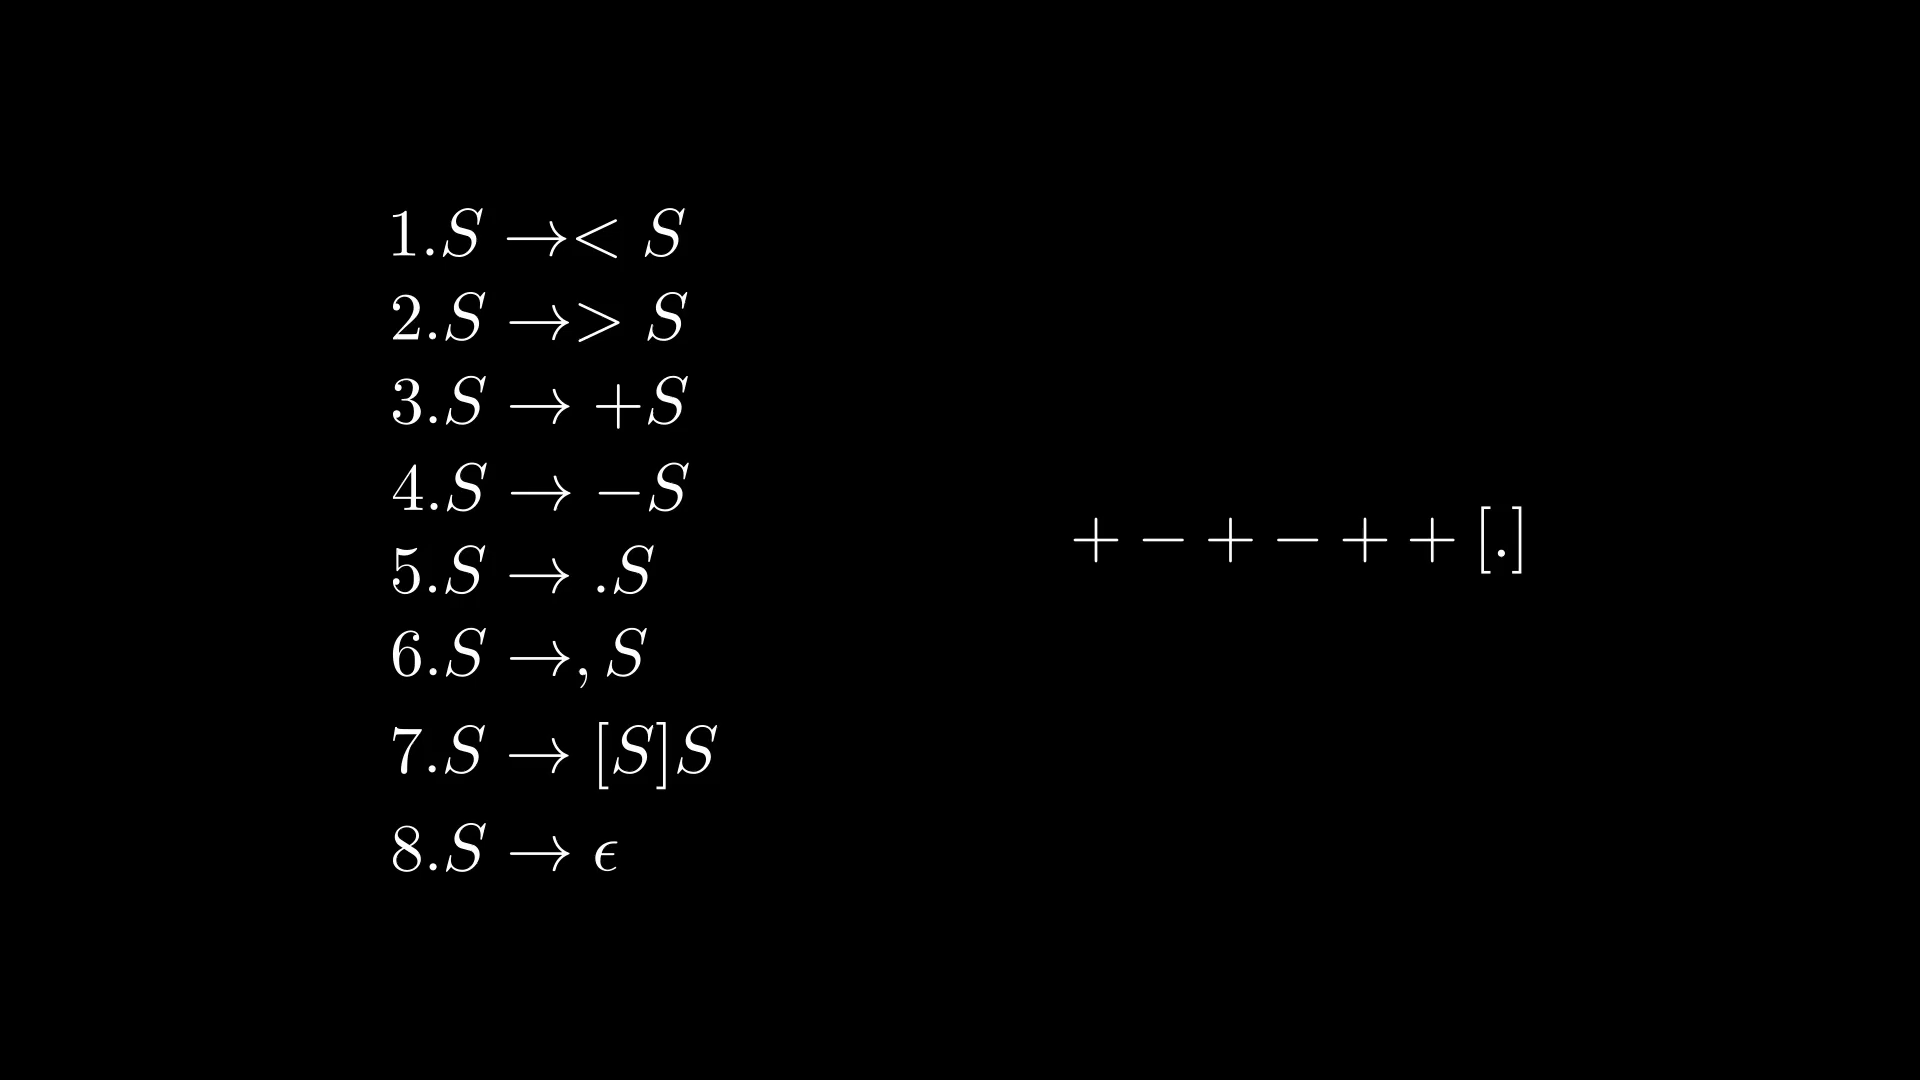 1.S →< S
2.S →> S
3.S → +S
4.S → −S
5.S → .S
6.S →, S
7.S → [S]S
8.S → ϵ
+ − + − + + [.]